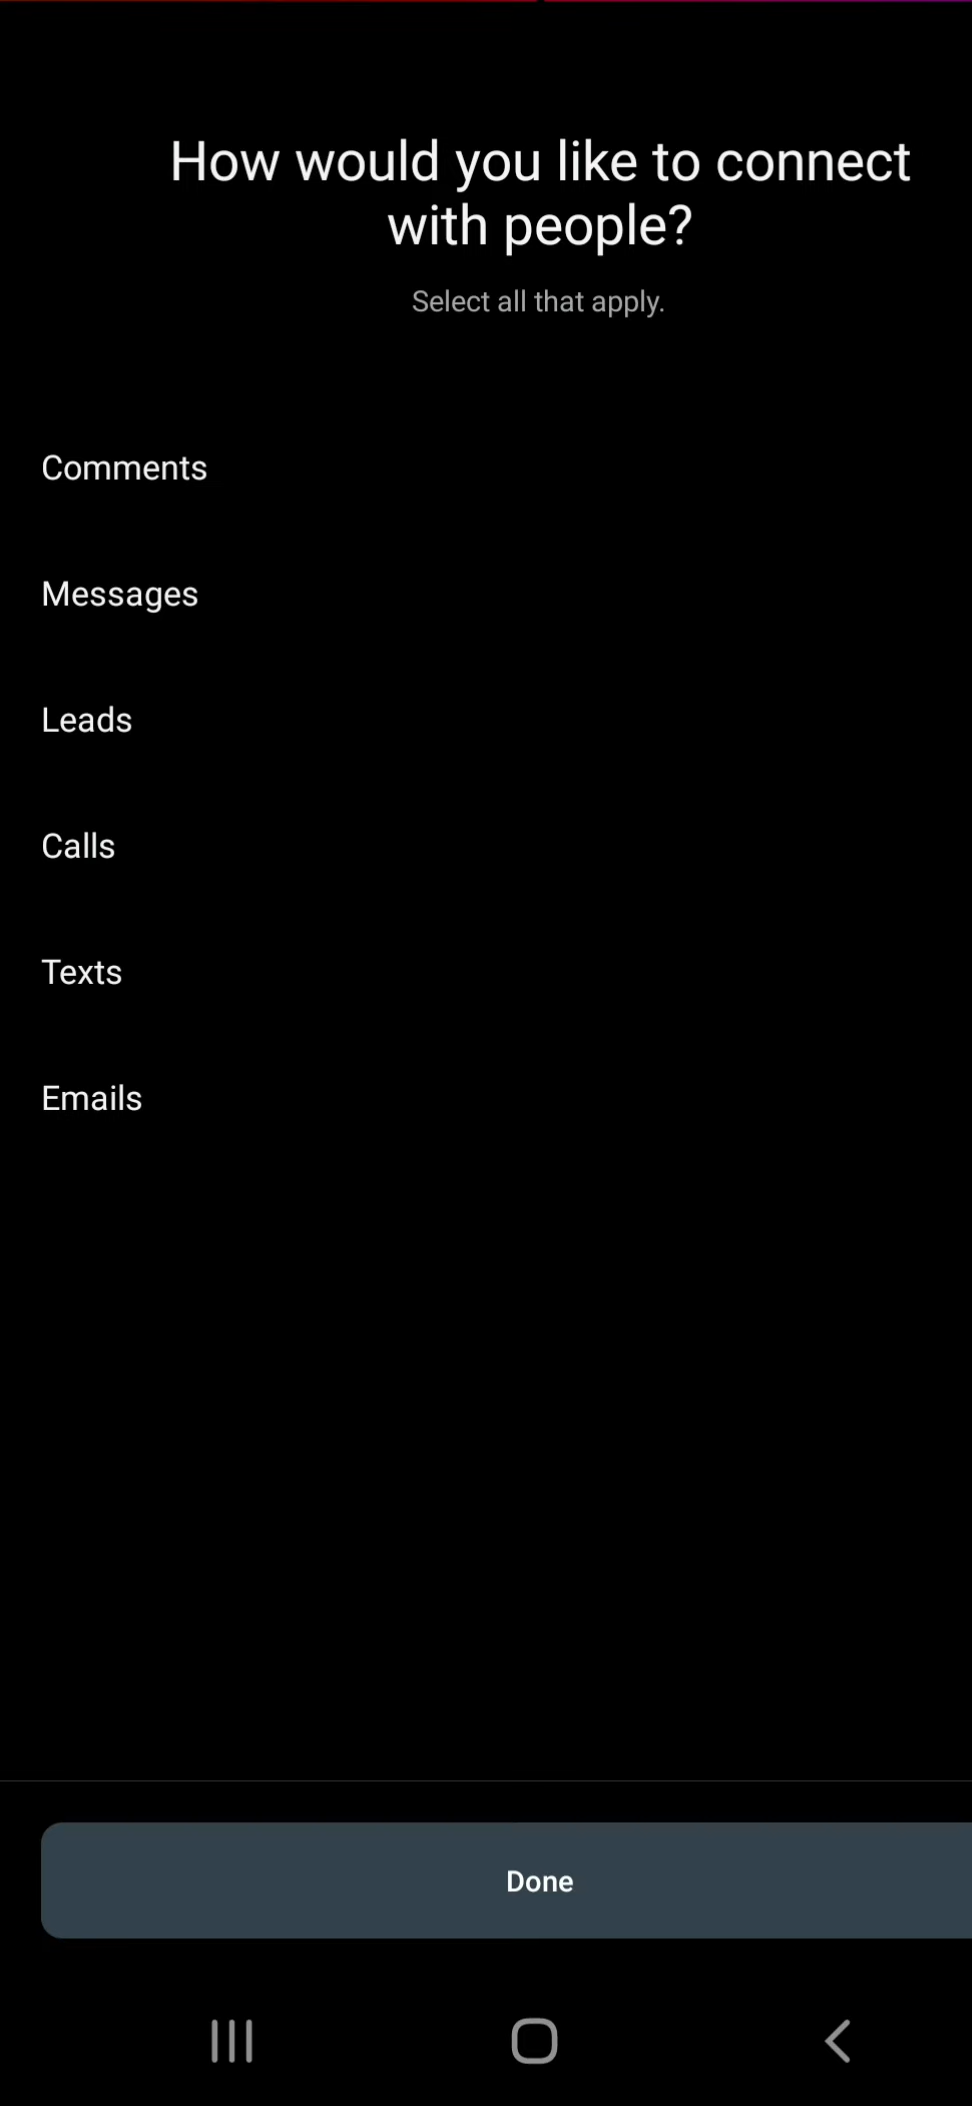 How would you like to connect
with people?
Select all that apply.
Comments
Messages
Leads
Calls
Texts
Emails
Done